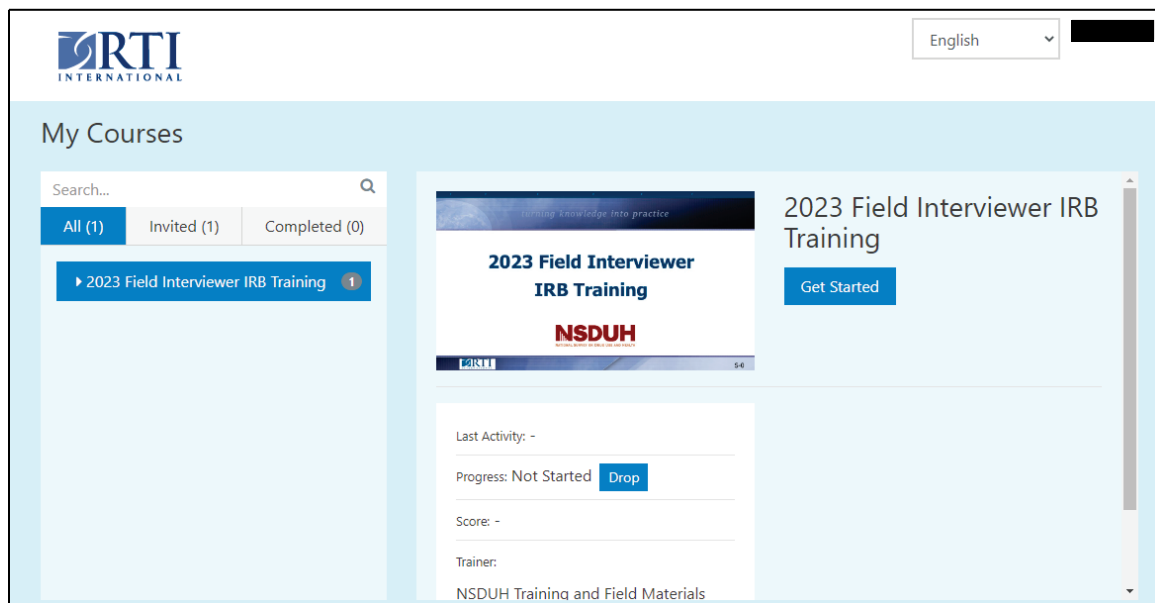 RTI
INTERNATIONAL
English
My Courses
Search...
All (1)
Invited (1)
Completed (0)
2023 Field Interviewer IRB Training 1
turning knowledge into practice
2023 Field Interviewer
IRB Training
NSDUH
RTI
5-0
2023 Field Interviewer IRB
Training
Get Started
Last Activity: -
Progress: Not Started Drop
Score: -
Trainer:
NSDUH Training and Field Materials